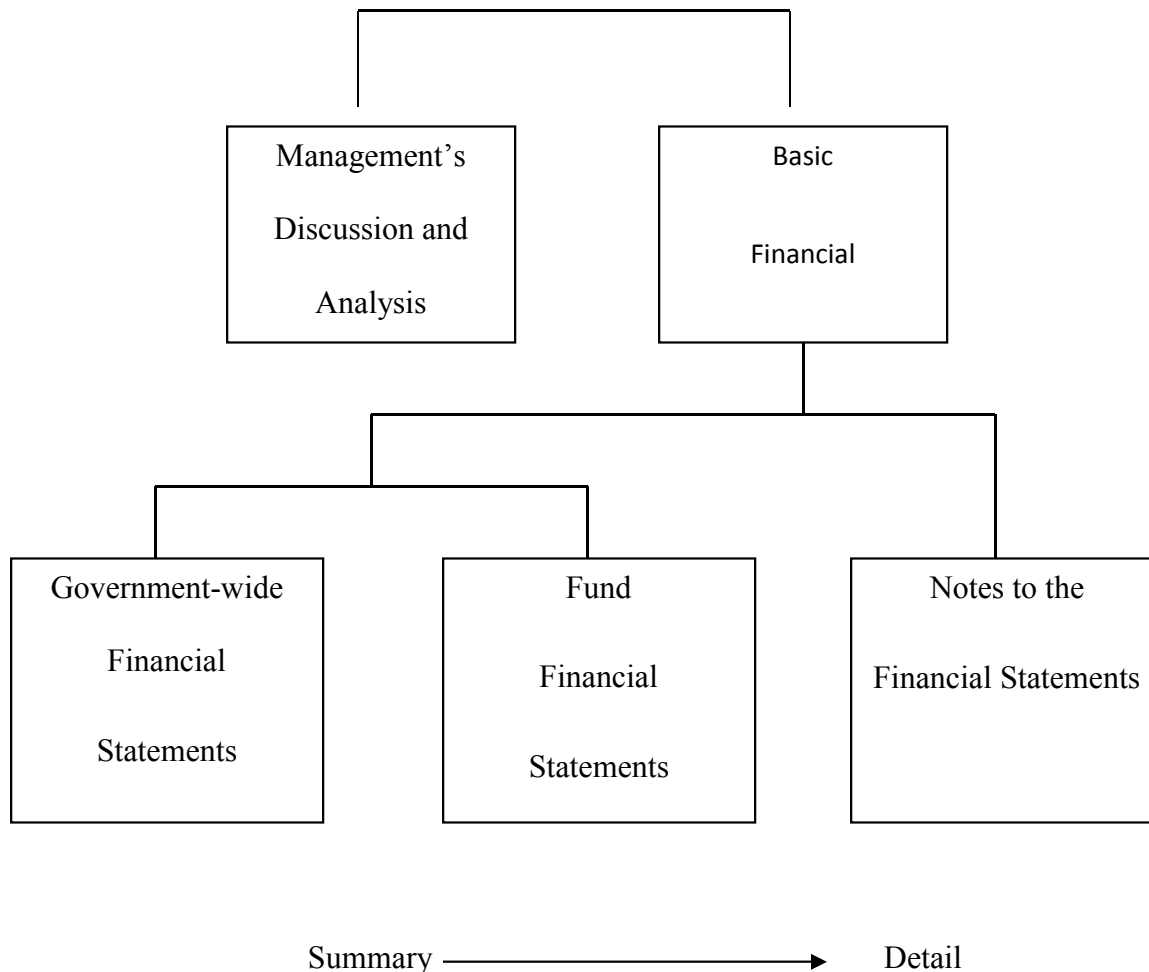 Management’s
Discussion and
Analysis
Basic
Financial
Government-wide
Financial
Statements
Fund
Financial
Statements
Notes to the
Financial Statements
Summary
Detail